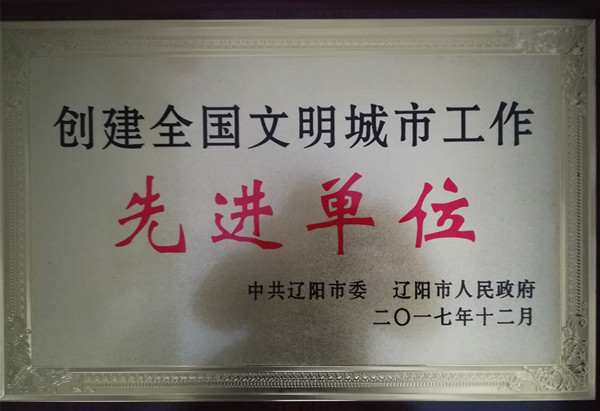 创建全国文明城市工作
先进单位
中共辽阳市委 辽阳市人民政府
二〇一七年十二月